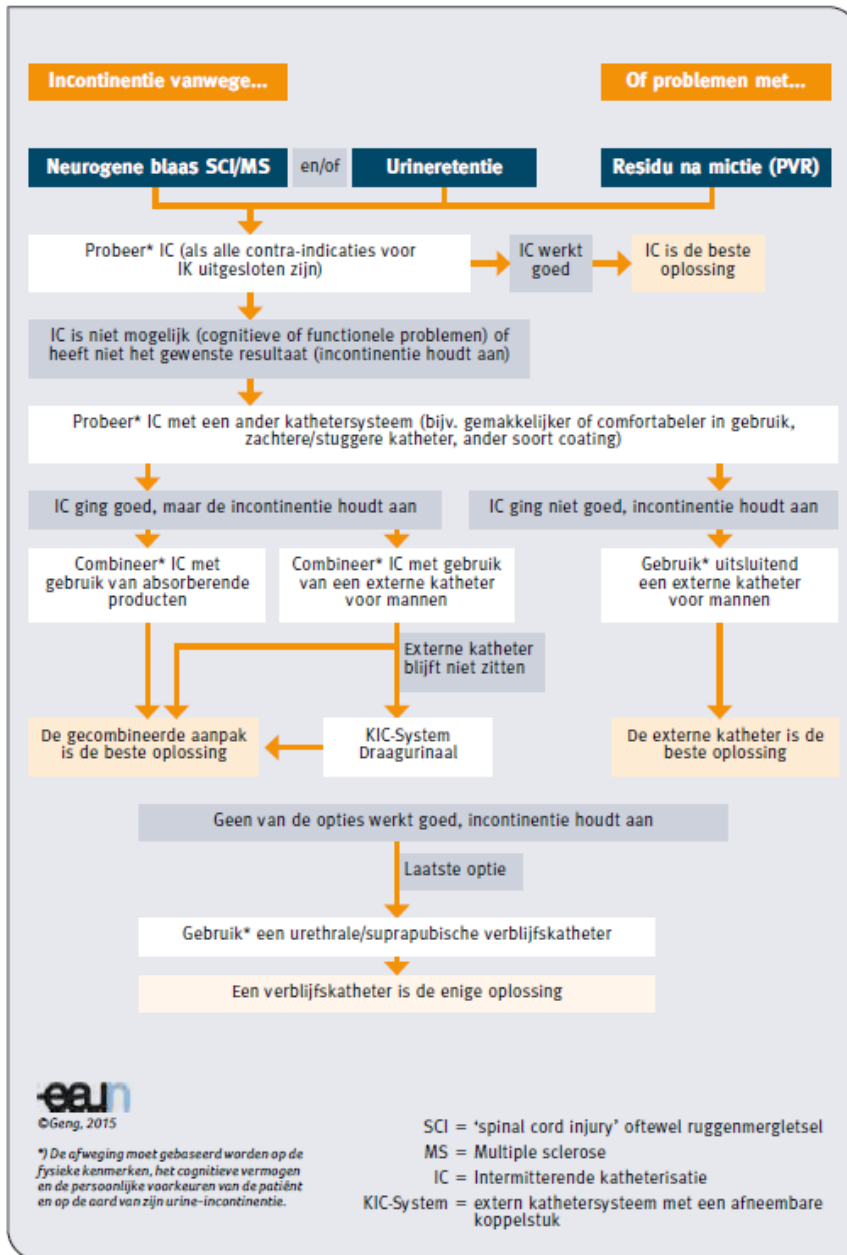 Incontinentie vanwege...
Of problemen met...
Neurogene blaas SCI/MS
en/of
Urineretentie
Residu na mictie (PVR)
Probeer* IC (als alle contra-indicaties voor
IK uitgesloten zijn)
IC werkt
goed
IC is de beste
oplossing
IC is niet mogelijk (cognitieve of functionele problemen) of
heeft niet het gewenste resultaat (incontinentie houdt aan)
Probeer* IC met een ander kathetersysteem (bijv. gemakkelijker of comfortabeler in gebruik,
zachtere/stuggere katheter, ander soort coating)
IC ging goed, maar de incontinentie houdt aan
IC ging niet goed, incontinentie houdt aan
Combineer* IC met
gebruik van absorberende
producten
Combineer* IC met gebruik
van een externe katheter
voor mannen
Gebruik* uitsluitend
een externe katheter
voor mannen
Externe katheter
blijft niet zitten
De gecombineerde aanpak
is de beste oplossing
KIC-System
Draagurinaal
De externe katheter is de
beste oplossing
Geen van de opties werkt goed, incontinentie houdt aan
Laatste optie
Gebruik* een urethrale/suprapubische verblijfskatheter
Een verblijfskatheter is de enige oplossing
eaun
©Geng, 2015
*) De afweging moet gebaseerd worden op de
fysieke kenmerken, het cognitieve vermogen
en de persoonlijke voorkeuren van de patiënt
en op de aard van zijn urine-incontinentie.
SCI = ‘spinal cord injury’ oftewel ruggenmergletsel
MS = Multiple sclerose
IC = Intermitterende katheterisatie
KIC-System = extern kathetersysteem met een afneembare
koppelstuk